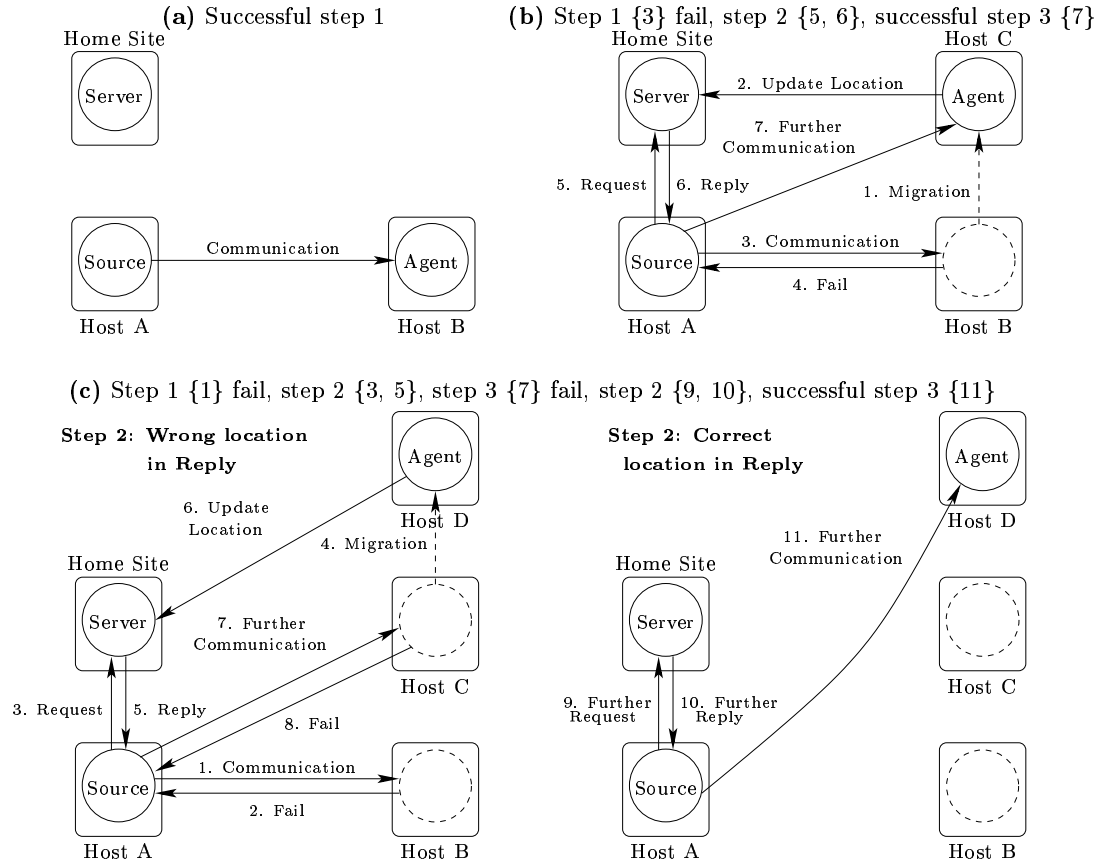 (a) Successful step 1
Home Site
Server
Source
Communication
Agent
Host A
Host B
(b) Step 1 {3} fail, step 2 {5, 6}, successful step 3 {7}
Home Site
Host C
Server
2. Update Location
Agent
7. Further
Communication
5. Request
6. Reply
1. Migration
Source
3. Communication
4. Fail
Host A
Host B
(c) Step 1 {1} fail, step 2 {3, 5}, step 3 {7} fail, step 2 {9, 10}, successful step 3 {11}
Step 2: Wrong location
in Reply
Agent
6. Update
Location
Host D
4. Migration
Home Site
Server
7. Further
Communication
Host C
3. Request
5. Reply
8. Fail
Source
1. Communication
2. Fail
Host A
Host B
Step 2: Correct
location in Reply
Agent
Host D
11. Further
Communication
Home Site
Server
Host C
9. Further
Request
10. Further
Reply
Source
Host A
Host B